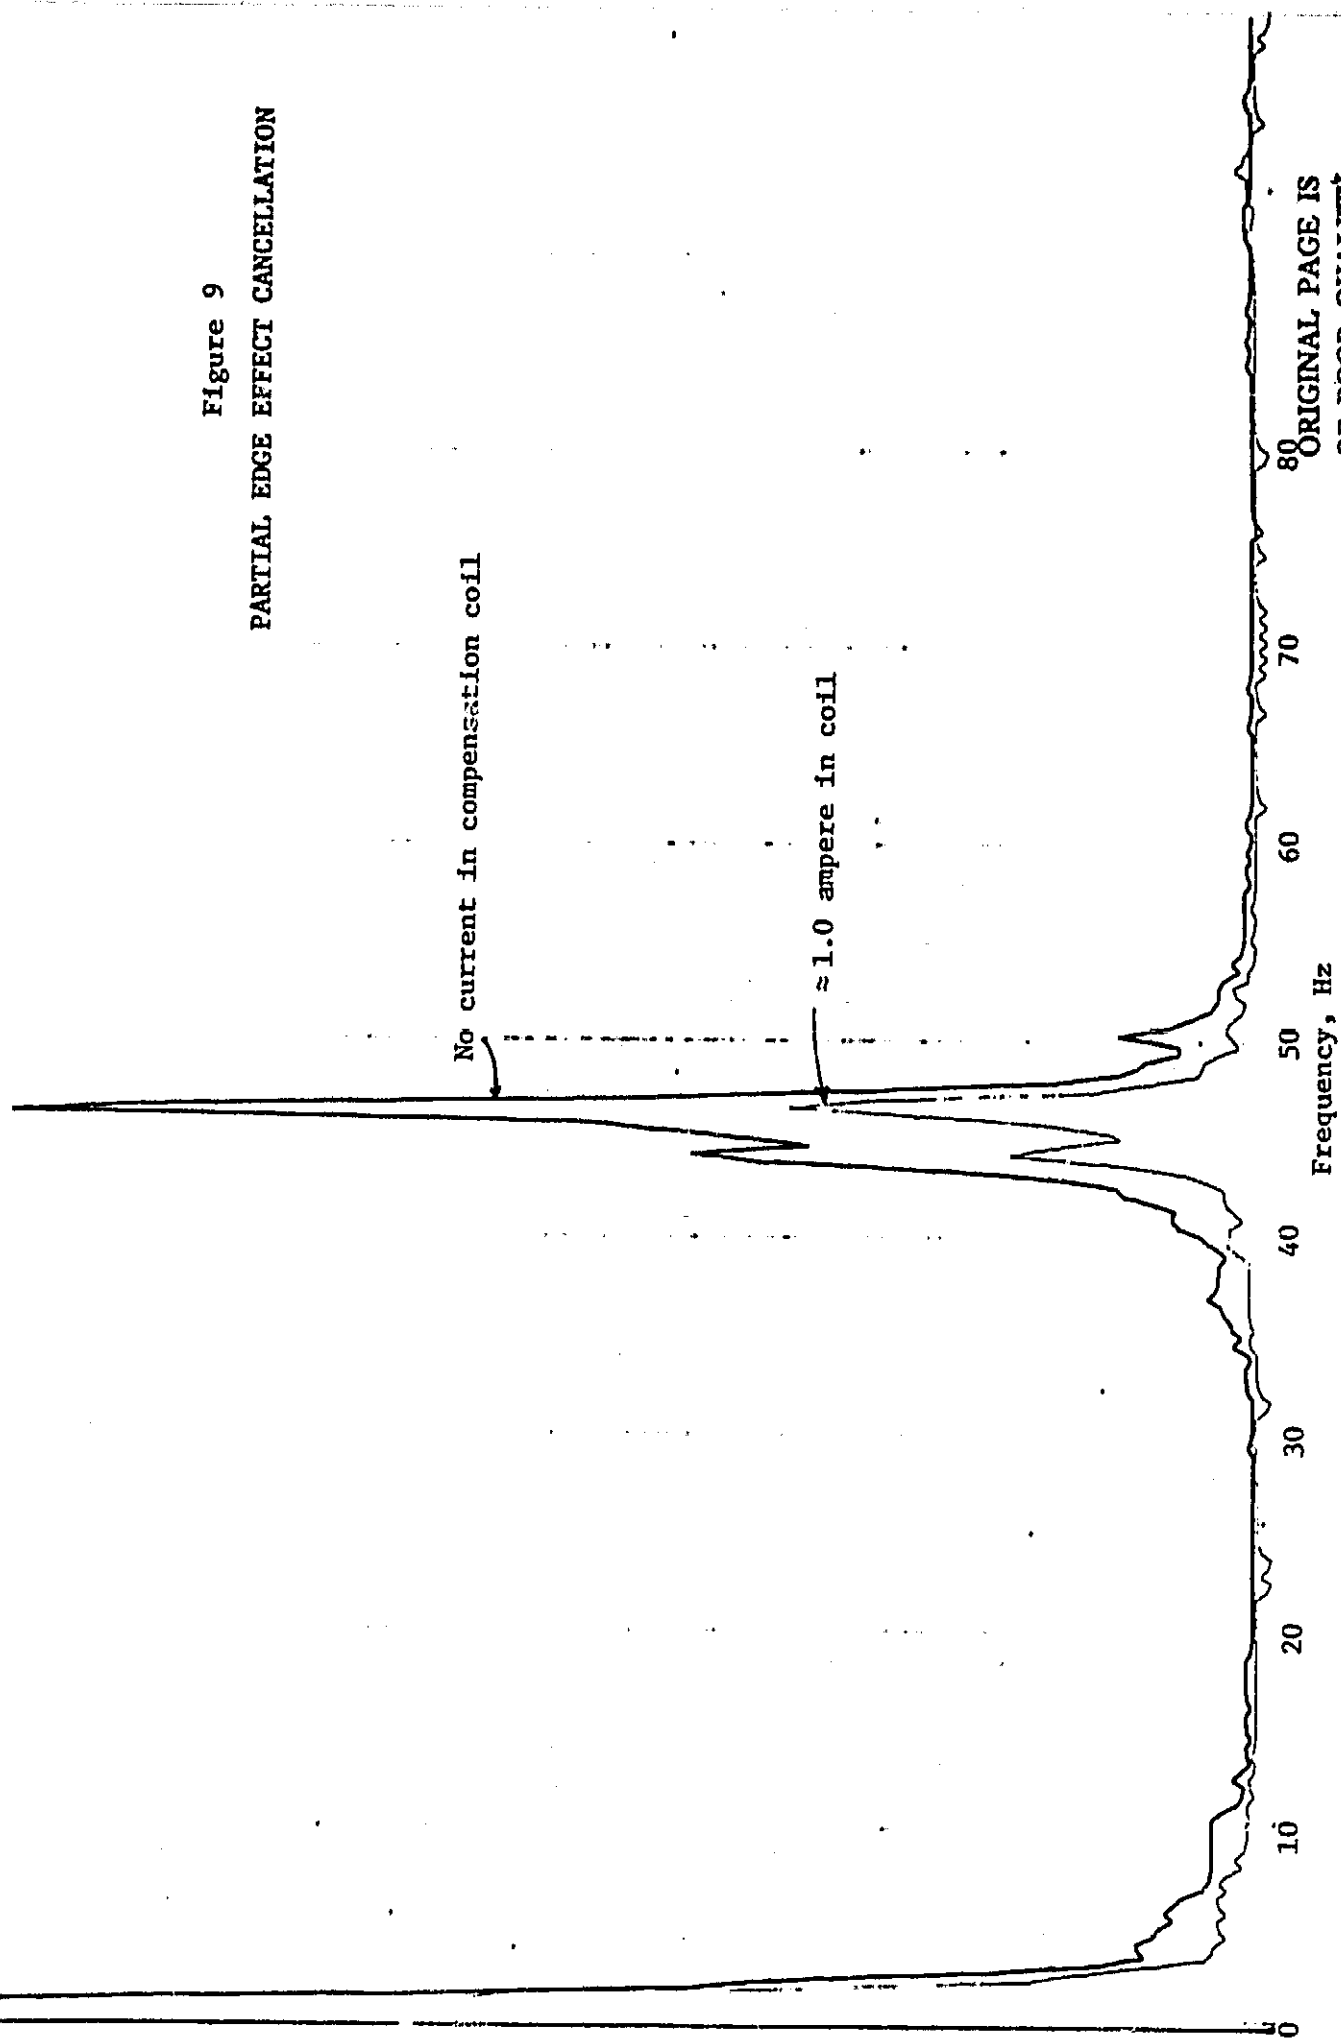 Figure 9
PARTIAL EDGE EFFECT CANCELLATION
No current in compensation coil
≈1.0 ampere in coil
0
10
20
30
40
50
60
70
80
Frequency, Hz
ORIGINAL PAGE IS